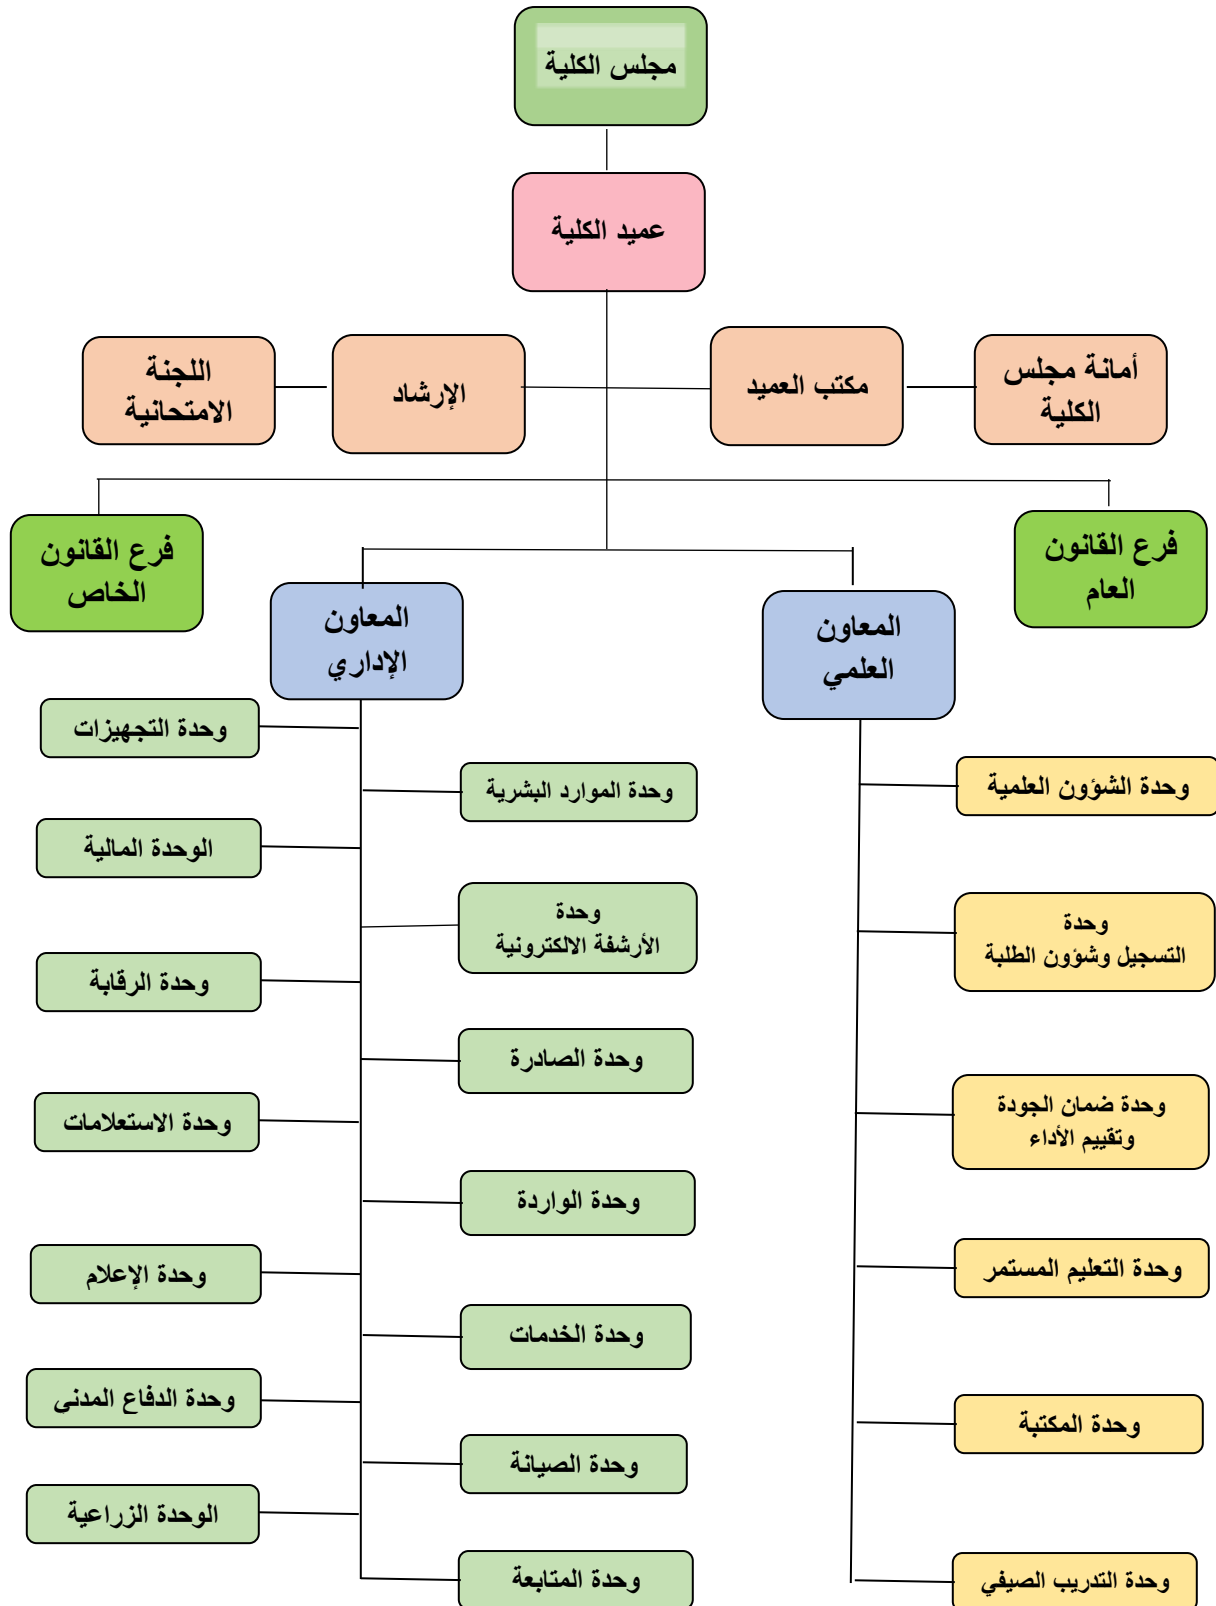 مجلس الكلية
عميد الكلية
أمانة مجلس
الكلية
مكتب العميد
الإرشاد
اللجنة
الامتحانية
فرع القانون
العام
فرع القانون
الخاص
المعاون
العلمي
المعاون
الإداري
وحدة الشؤون العلمية
وحدة
التسجيل وشؤون الطلبة
وحدة ضمان الجودة
وتقييم الأداء
وحدة التعليم المستمر
وحدة المكتبة
وحدة التدريب الصيفي
وحدة الموارد البشرية
وحدة
الأرشفة الالكترونية
وحدة الصادرة
وحدة الواردة
وحدة الخدمات
وحدة الصيانة
وحدة المتابعة
وحدة التجهيزات
الوحدة المالية
وحدة الرقابة
وحدة الاستعلامات
وحدة الإعلام
وحدة الدفاع المدني
الوحدة الزراعية